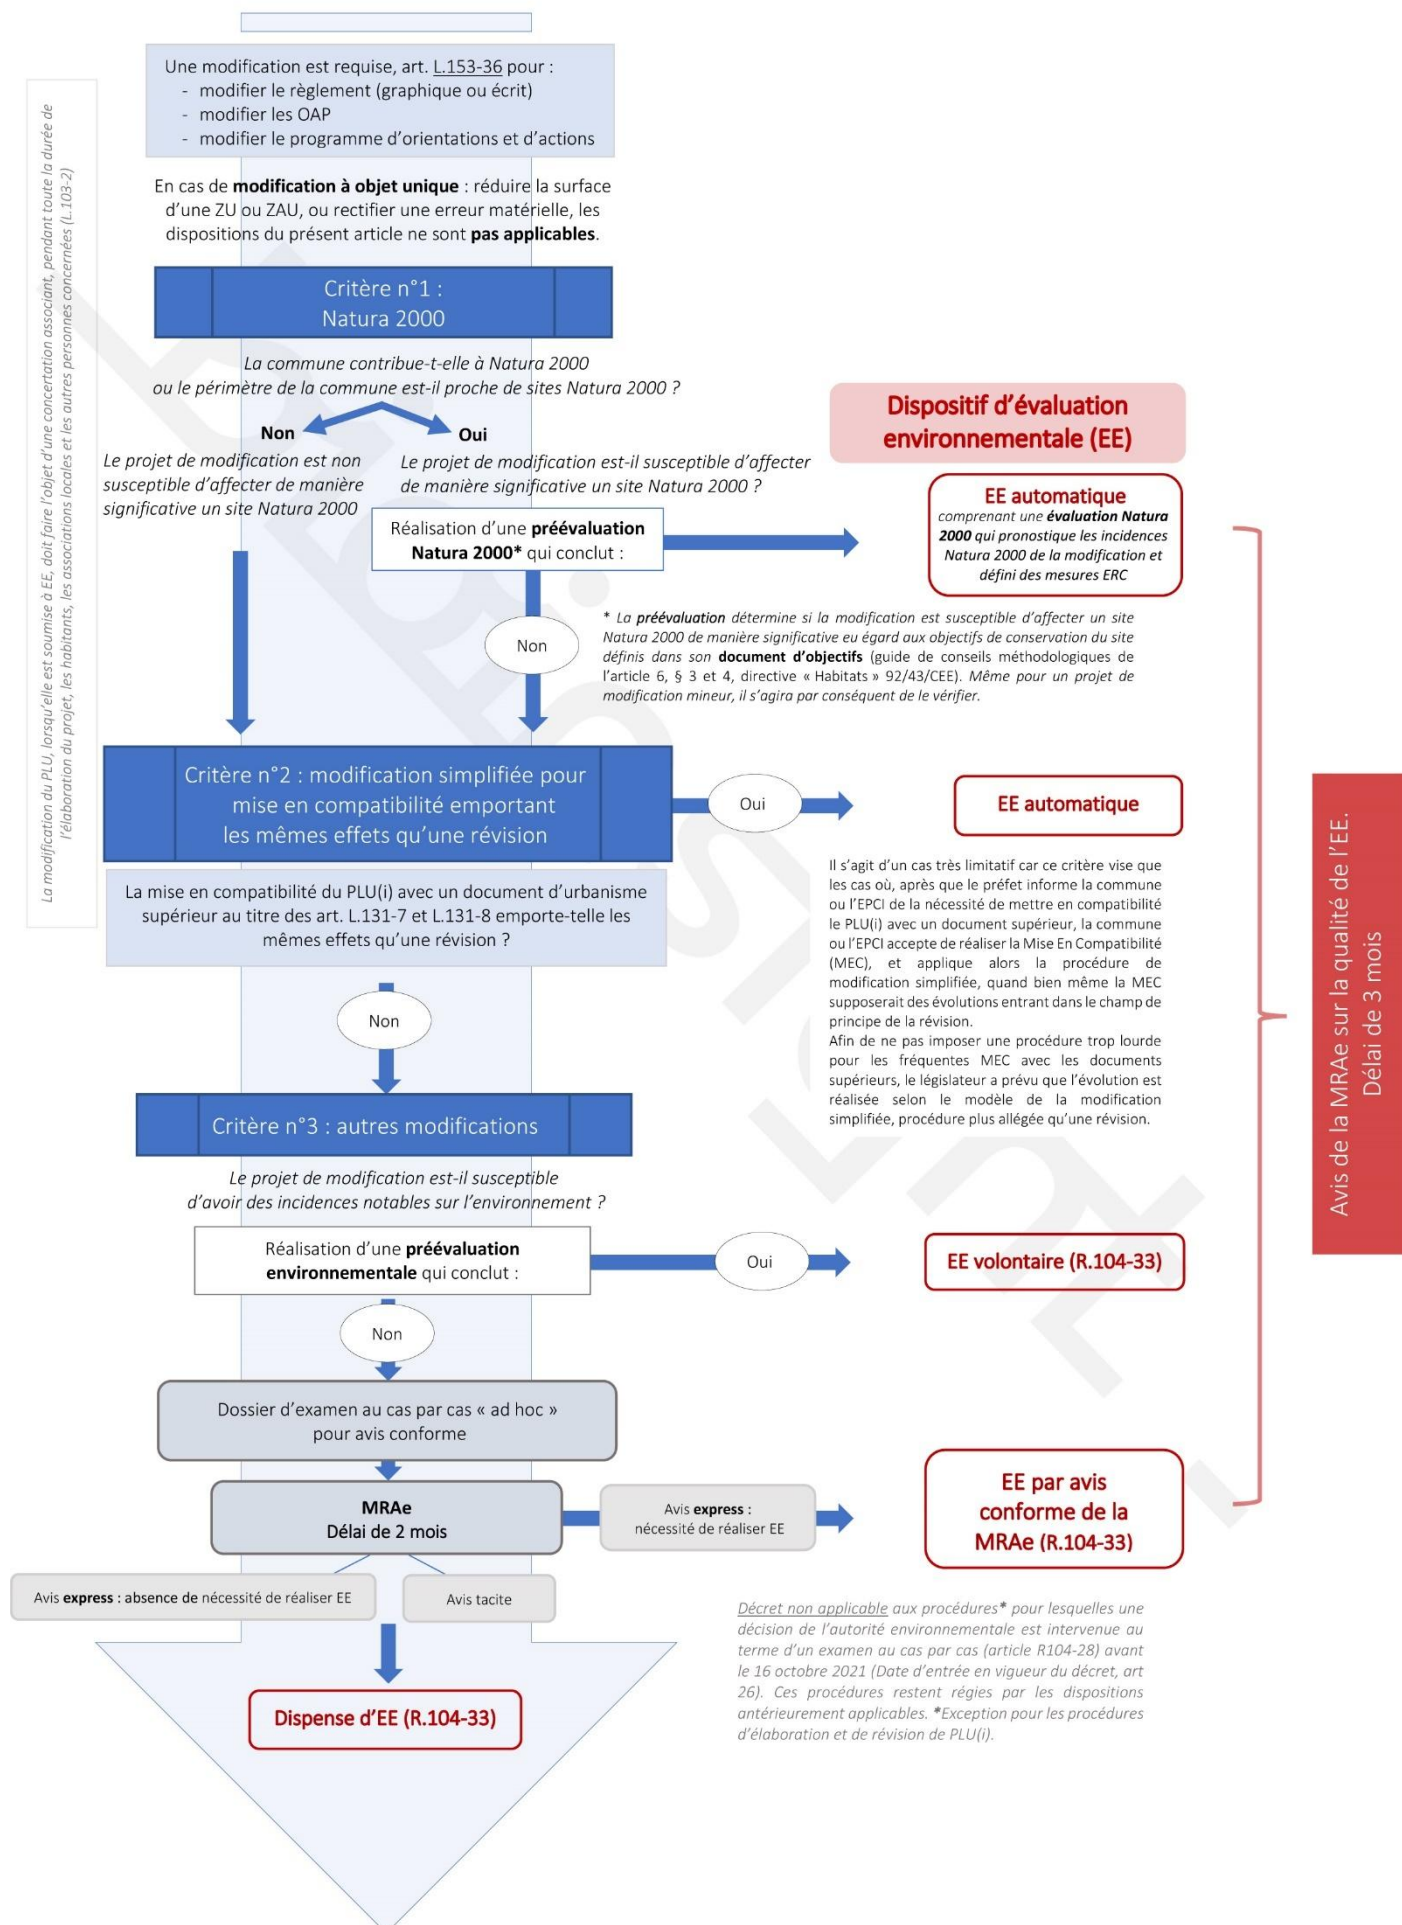 Une modification est requise, art. L.153-36 pour :
- modifier le règlement (graphique ou écrit)
- modifier les OAP
- modifier le programme d'orientations et d'actions
La modification du PLU, lorsqu'elle est soumise à EE, doit faire l'objet d'une concertation associant, pendant toute la durée de
l'élaboration du projet, les habitants, les associations locales et les autres personnes concernées (L.103-2)
En cas de modification à objet unique : réduire la surface
d'une ZU ou ZAU, ou rectifier une erreur matérielle, les
dispositions du présent article ne sont pas applicables.
Critère n°1 :
Natura 2000
La commune contribue-t-elle à Natura 2000
ou le périmètre de la commune est-il proche de sites Natura 2000 ?
Non
Oui
Le projet de modification est non
susceptible d'affecter de manière
significative un site Natura 2000
Le projet de modification est-il susceptible d'affecter
de manière significative un site Natura 2000 ?
Dispositif d'évaluation
environnementale (EE)
Réalisation d'une préévaluation
Natura 2000* qui conclut :
EE automatique
comprenant une évaluation Natura
2000 qui pronostique les incidences
Natura 2000 de la modification et
défini des mesures ERC
Non
* La préévaluation détermine si la modification est susceptible d'affecter un site
Natura 2000 de manière significative eu égard aux objectifs de conservation du site
définis dans son document d'objectifs (guide de conseils méthodologiques de
l'article 6, § 3 et 4, directive « Habitats » 92/43/CEE). Même pour un projet de
modification mineur, il s'agira par conséquent de le vérifier.
Critère n°2 : modification simplifiée pour
mise en compatibilité emportant
les mêmes effets qu'une révision
Oui
EE automatique
La mise en compatibilité du PLU(i) avec un document d'urbanisme
supérieur au titre des art. L.131-7 et L.131-8 emporte-telle les
mêmes effets qu'une révision ?
Il s'agit d'un cas très limitatif car ce critère vise que
les cas où, après que le préfet informe la commune
ou l'EPCI de la nécessité de mettre en compatibilité
le PLU(i) avec un document supérieur, la commune
ou l'EPCI accepte de réaliser la Mise En Compatibilité
(MEC), et applique alors la procédure de
modification simplifiée, quand bien même la MEC
supposerait des évolutions entrant dans le champ de
principe de la révision.
Afin de ne pas imposer une procédure trop lourde
pour les fréquentes MEC avec les documents
supérieurs, le législateur a prévu que l'évolution est
réalisée selon le modèle de la modification
simplifiée, procédure plus allégée qu'une révision.
Avis de la MRAe sur la qualité de l'EE.
Délai de 3 mois
Non
Critère n°3 : autres modifications
Le projet de modification est-il susceptible
d'avoir des incidences notables sur l'environnement ?
Réalisation d'une préévaluation
environnementale qui conclut :
Oui
EE volontaire (R.104-33)
Non
Dossier d'examen au cas par cas « ad hoc »
pour avis conforme
MRAe
Délai de 2 mois
Avis express :
nécessité de réaliser EE
EE par avis
conforme de la
MRAe (R.104-33)
Avis express : absence de nécessité de réaliser EE
Avis tacite
Dispense d'EE (R.104-33)
Décret non applicable aux procédures* pour lesquelles une
décision de l'autorité environnementale est intervenue au
terme d'un examen au cas par cas (article R104-28) avant
le 16 octobre 2021 (Date d'entrée en vigueur du décret, art
26). Ces procédures restent régies par les dispositions
antérieurement applicables. *Exception pour les procédures
d'élaboration et de révision de PLU(i).